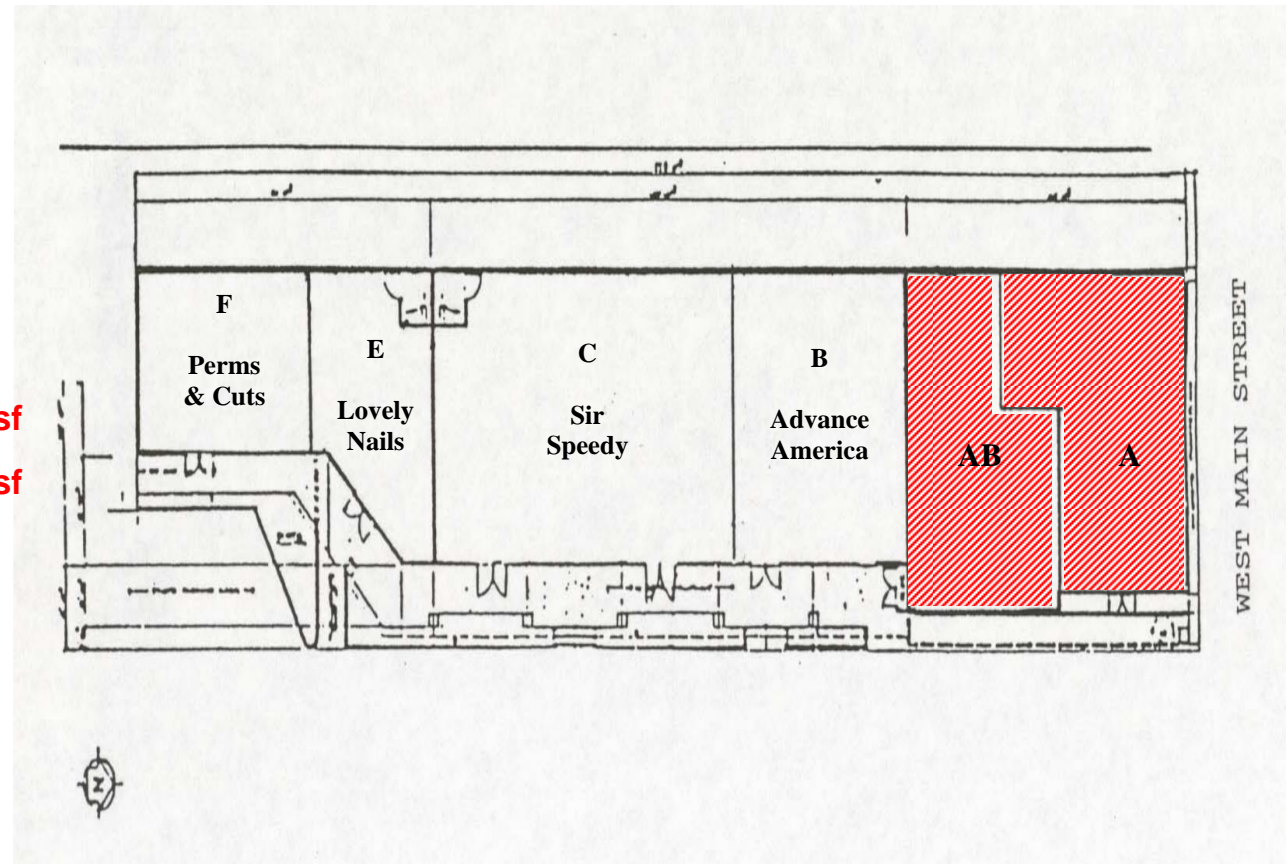 F
Perms
& Cuts
E
Lovely
Nails
C
Sir
Speedy
B
Advance
America
AB
A
WEST MAIN STREET
sf
sf
N